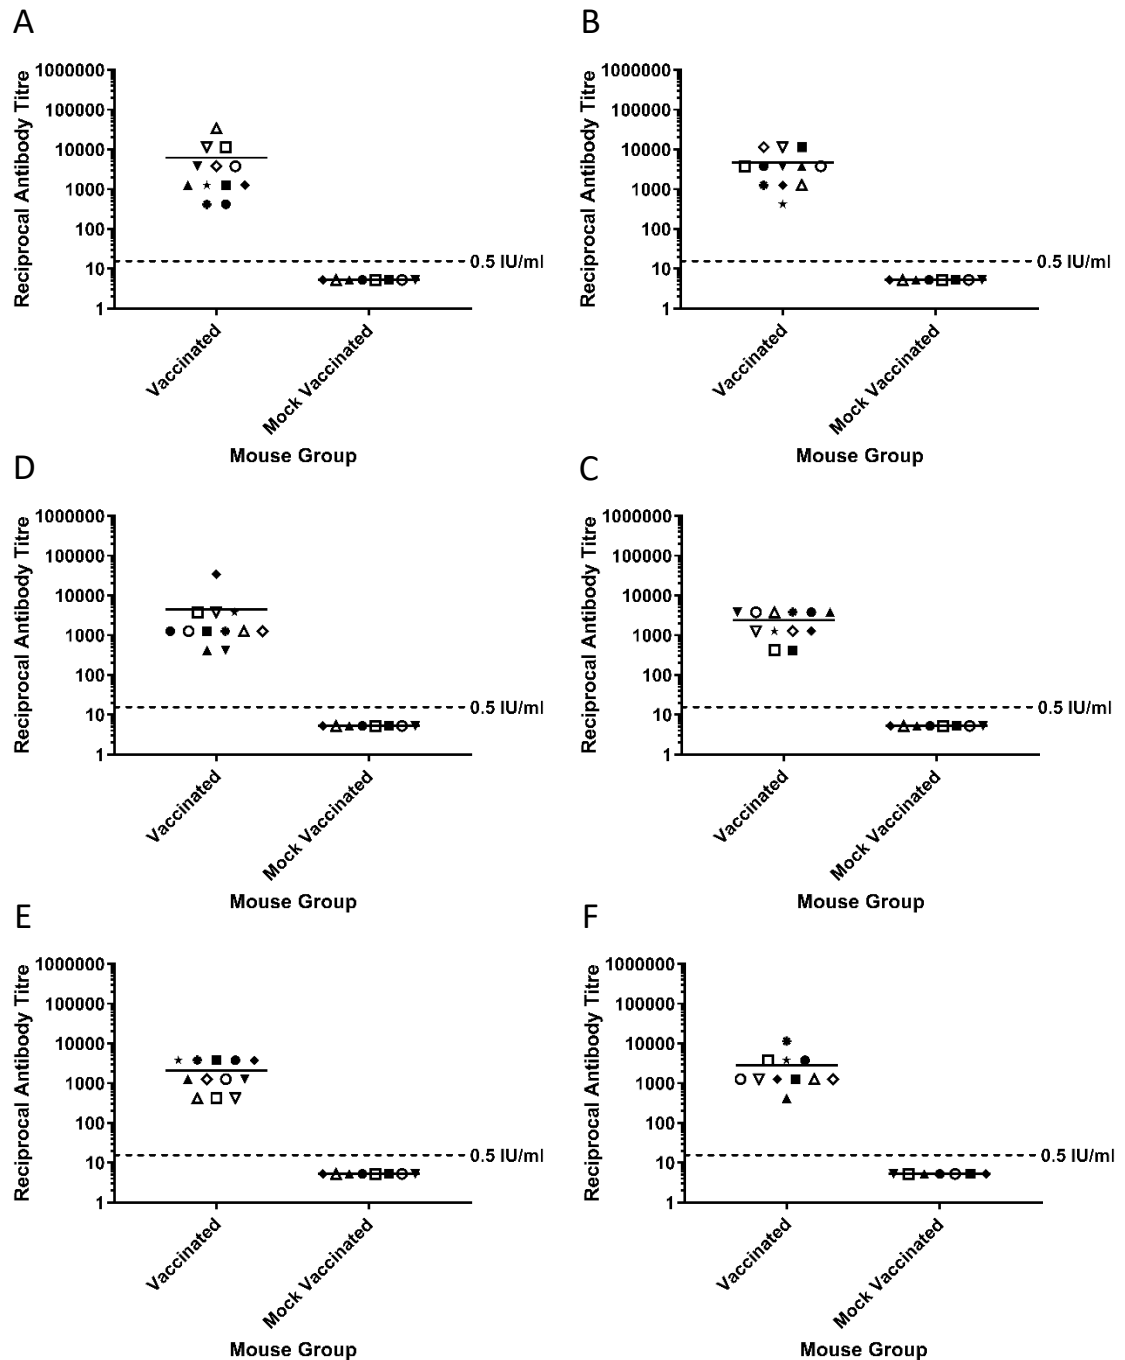 A
Reciprocal Antibody Titre
1000000
100000
10000
1000
100
10
1
0.5 IU/ml
Vaccinated
Mock Vaccinated
Mouse Group
B
Reciprocal Antibody Titre
1000000
100000
10000
1000
100
10
1
0.5 IU/ml
Vaccinated
Mock Vaccinated
Mouse Group
D
Reciprocal Antibody Titre
1000000
100000
10000
1000
100
10
1
0.5 IU/ml
Vaccinated
Mock Vaccinated
Mouse Group
C
Reciprocal Antibody Titre
1000000
100000
10000
1000
100
10
1
0.5 IU/ml
Vaccinated
Mock Vaccinated
Mouse Group
E
Reciprocal Antibody Titre
1000000
100000
10000
1000
100
10
1
0.5 IU/ml
Vaccinated
Mock Vaccinated
Mouse Group
F
Reciprocal Antibody Titre
1000000
100000
10000
1000
100
10
1
0.5 IU/ml
Vaccinated
Mock Vaccinated
Mouse Group